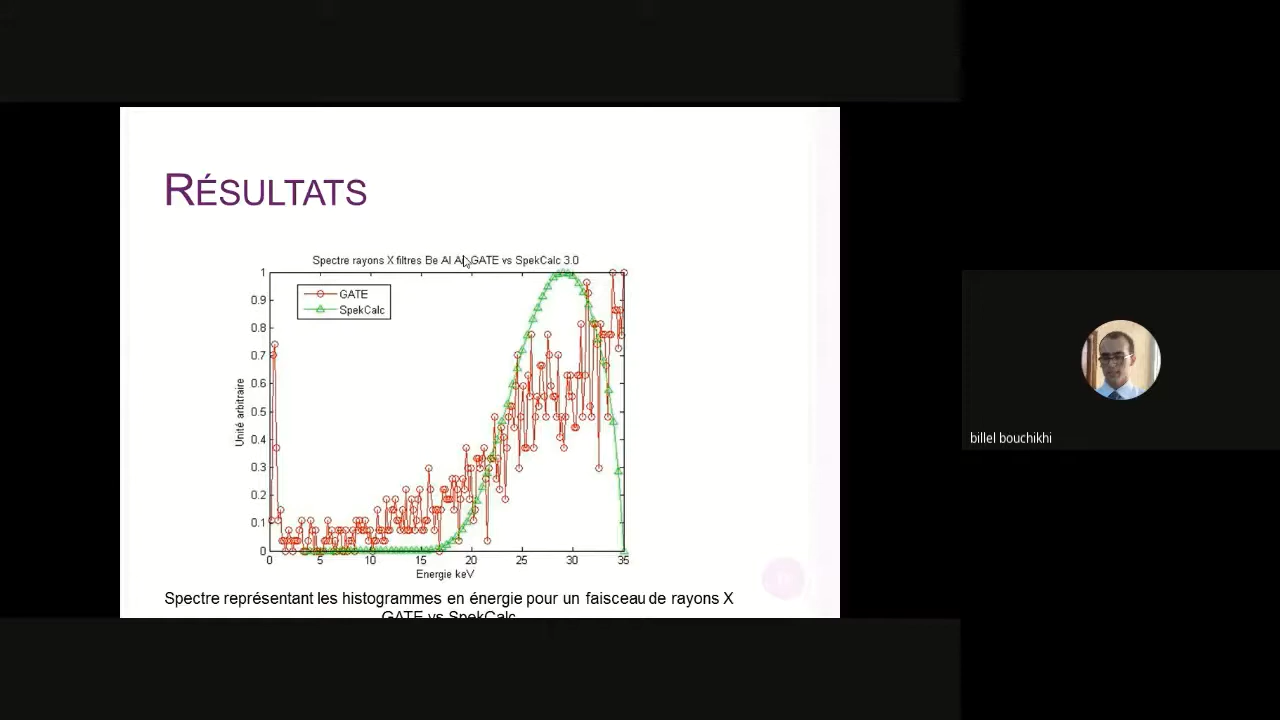 RÉSULTATS
Spectre rayons X filtres Be Al Al GATE vs SpekCalc 3.0
1
0.9
0.8
0.7
0.6
0.5
0.4
0.3
0.2
0.1
0
GATE
SpekCalc
Unité arbitraire
0 5 10 15 20 25 30 35
Energie keV
Spectre représentant les histogrammes en énergie pour un faisceau de rayons X
GATE vs SpekCalc
billel bouchikhi